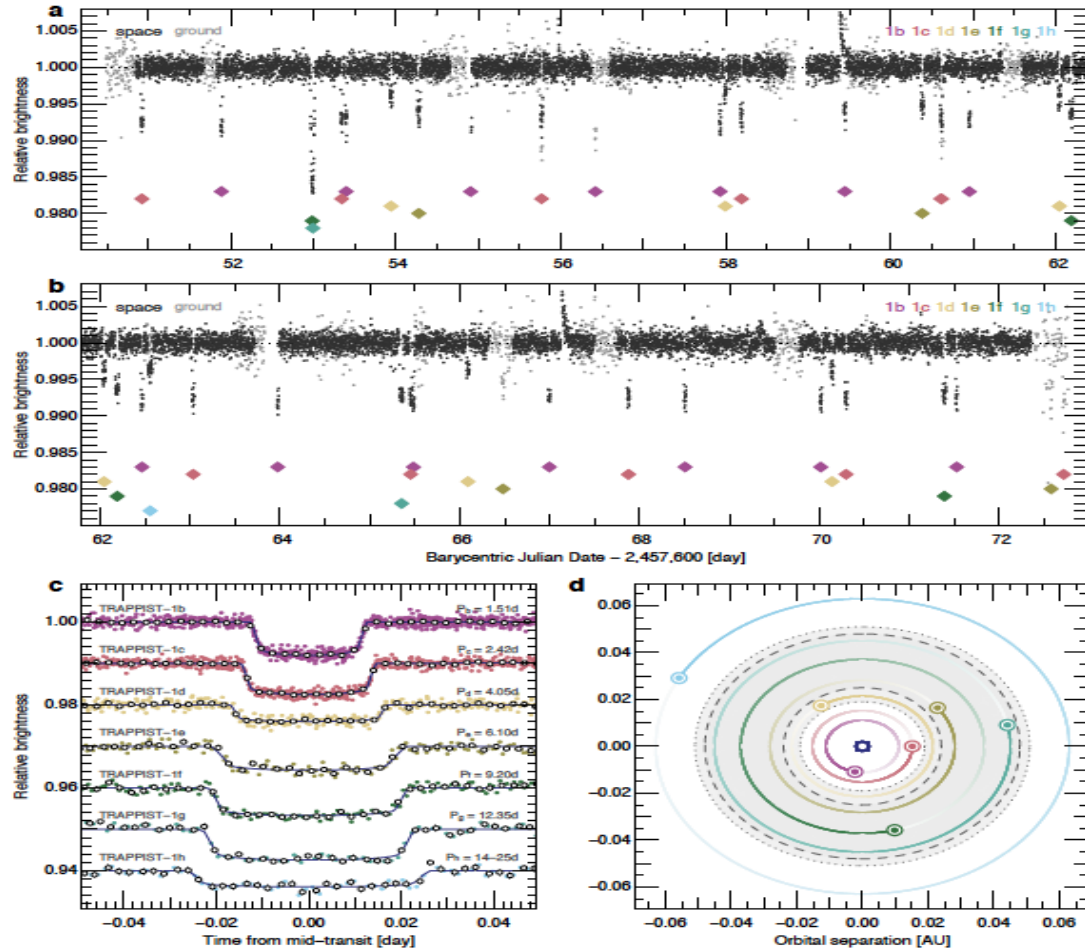 a
1.005
1.000
0.995
0.990
0.985
0.980
Relative brightness
space ground
1b 1c 1d 1e 1f 1g 1h
52 54 56 58 60 62
b
1.005
1.000
0.995
0.990
0.985
0.980
Relative brightness
space ground
1b 1c 1d 1e 1f 1g 1h
62 64 66 68 70 72
Barycentric Julian Date − 2,457,600 [day]
c
1.00
0.98
0.96
0.94
Relative brightness
TRAPPIST−1b Pb = 1.51d
TRAPPIST−1c Pc = 2.42d
TRAPPIST−1d Pd = 4.05d
TRAPPIST−1e Pe = 6.10d
TRAPPIST−1f Pf = 9.20d
TRAPPIST−1g Pg = 12.35d
TRAPPIST−1h Ph = 14−25d
−0.04 −0.02 0.00 0.02 0.04
Time from mid−transit [day]
d
0.06
0.04
0.02
0.00
−0.02
−0.04
−0.06
−0.06 −0.04 −0.02 0.00 0.02 0.04 0.06
Orbital separation [AU]